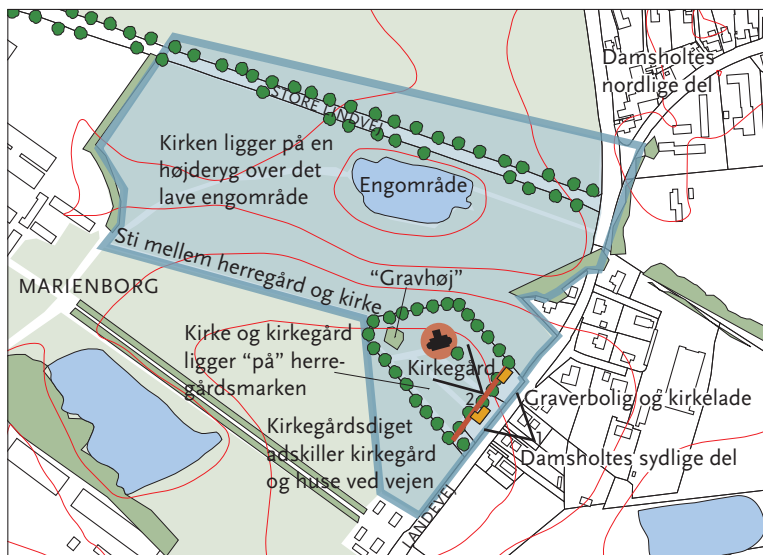 Damsholtes
nordlige del
STORE LINDVEJ
Kirken ligger på en
højderyg over det
lave engområde
Engområde
Sti mellem herregård og kirke
MARIENBORG
“Gravhøj”
Kirke og kirkegård
ligger “på” herre-
gårdsmarken
Kirkegård
2
Graverbolig og kirkelade
Kirkegårdsdiget
adskiller kirkegård
og huse ved vejen
Damsholtes sydlige del
LANDEVEJ